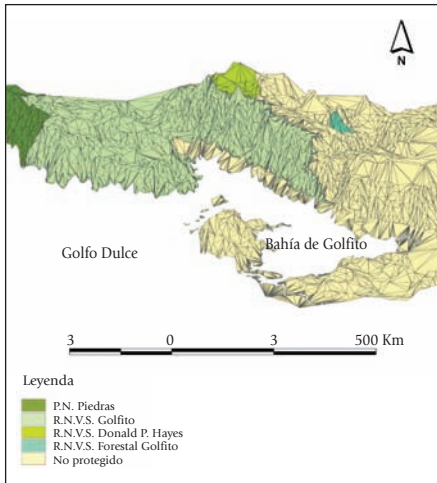 N
Golfo Dulce
Bahía de Golfito
3 0 3 500 Km
Leyenda
P.N. Piedras
R.N.V.S. Golfito
R.N.V.S. Donald P. Hayes
R.N.V.S. Forestal Golfito
No protegido